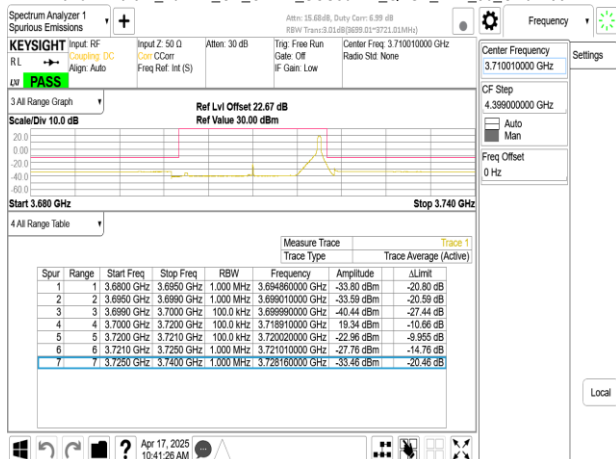 Spectrum Analyzer 1
Spurious Emissions
+
Attn: 15.68dB, Duty Corr: 6.99 dB
RBW Trans:3.01dB(3699.01~3721.01MHz)
Frequency
KEYSIGHT Input: RF Input Z: 50 Ω Atten: 30 dB Trig: Free Run Center Freq: 3.710010000 GHz
RL Coupling: DC Corr CCorr Gate: Off Radio Std: None
Align: Auto Freq Ref: Int (S) IF Gain: Low
PASS
Center Frequency
3.710010000 GHz
Settings
CF Step
4.399000000 GHz
Auto
Man
Freq Offset
0 Hz
3 All Range Graph
Ref Lvl Offset 22.67 dB
Scale/Div 10.0 dB Ref Value 30.00 dBm
20.0
0.00
-20.0
-40.0
-60.0
Start 3.680 GHz Stop 3.740 GHz
4 All Range Table
Measure Trace Trace 1
Trace Type Trace Average (Active)
Spur Range Start Freq Stop Freq RBW Frequency Amplitude ΔLimit
1 1 3.6800 GHz 3.6950 GHz 1.000 MHz 3.694860000 GHz -33.80 dBm -20.80 dB
2 2 3.6950 GHz 3.6990 GHz 1.000 MHz 3.699010000 GHz -33.59 dBm -20.59 dB
3 3 3.6990 GHz 3.7000 GHz 100.0 kHz 3.699990000 GHz -40.44 dBm -27.44 dB
4 4 3.7000 GHz 3.7200 GHz 100.0 kHz 3.718910000 GHz 19.34 dBm -10.66 dB
5 5 3.7200 GHz 3.7210 GHz 100.0 kHz 3.720020000 GHz -22.96 dBm -9.955 dB
6 6 3.7210 GHz 3.7250 GHz 1.000 MHz 3.721010000 GHz -27.76 dBm -14.76 dB
7 7 3.7250 GHz 3.7400 GHz 1.000 MHz 3.728160000 GHz -33.46 dBm -20.46 dB
Local
?
Apr 17, 2025
10:41:26 AM